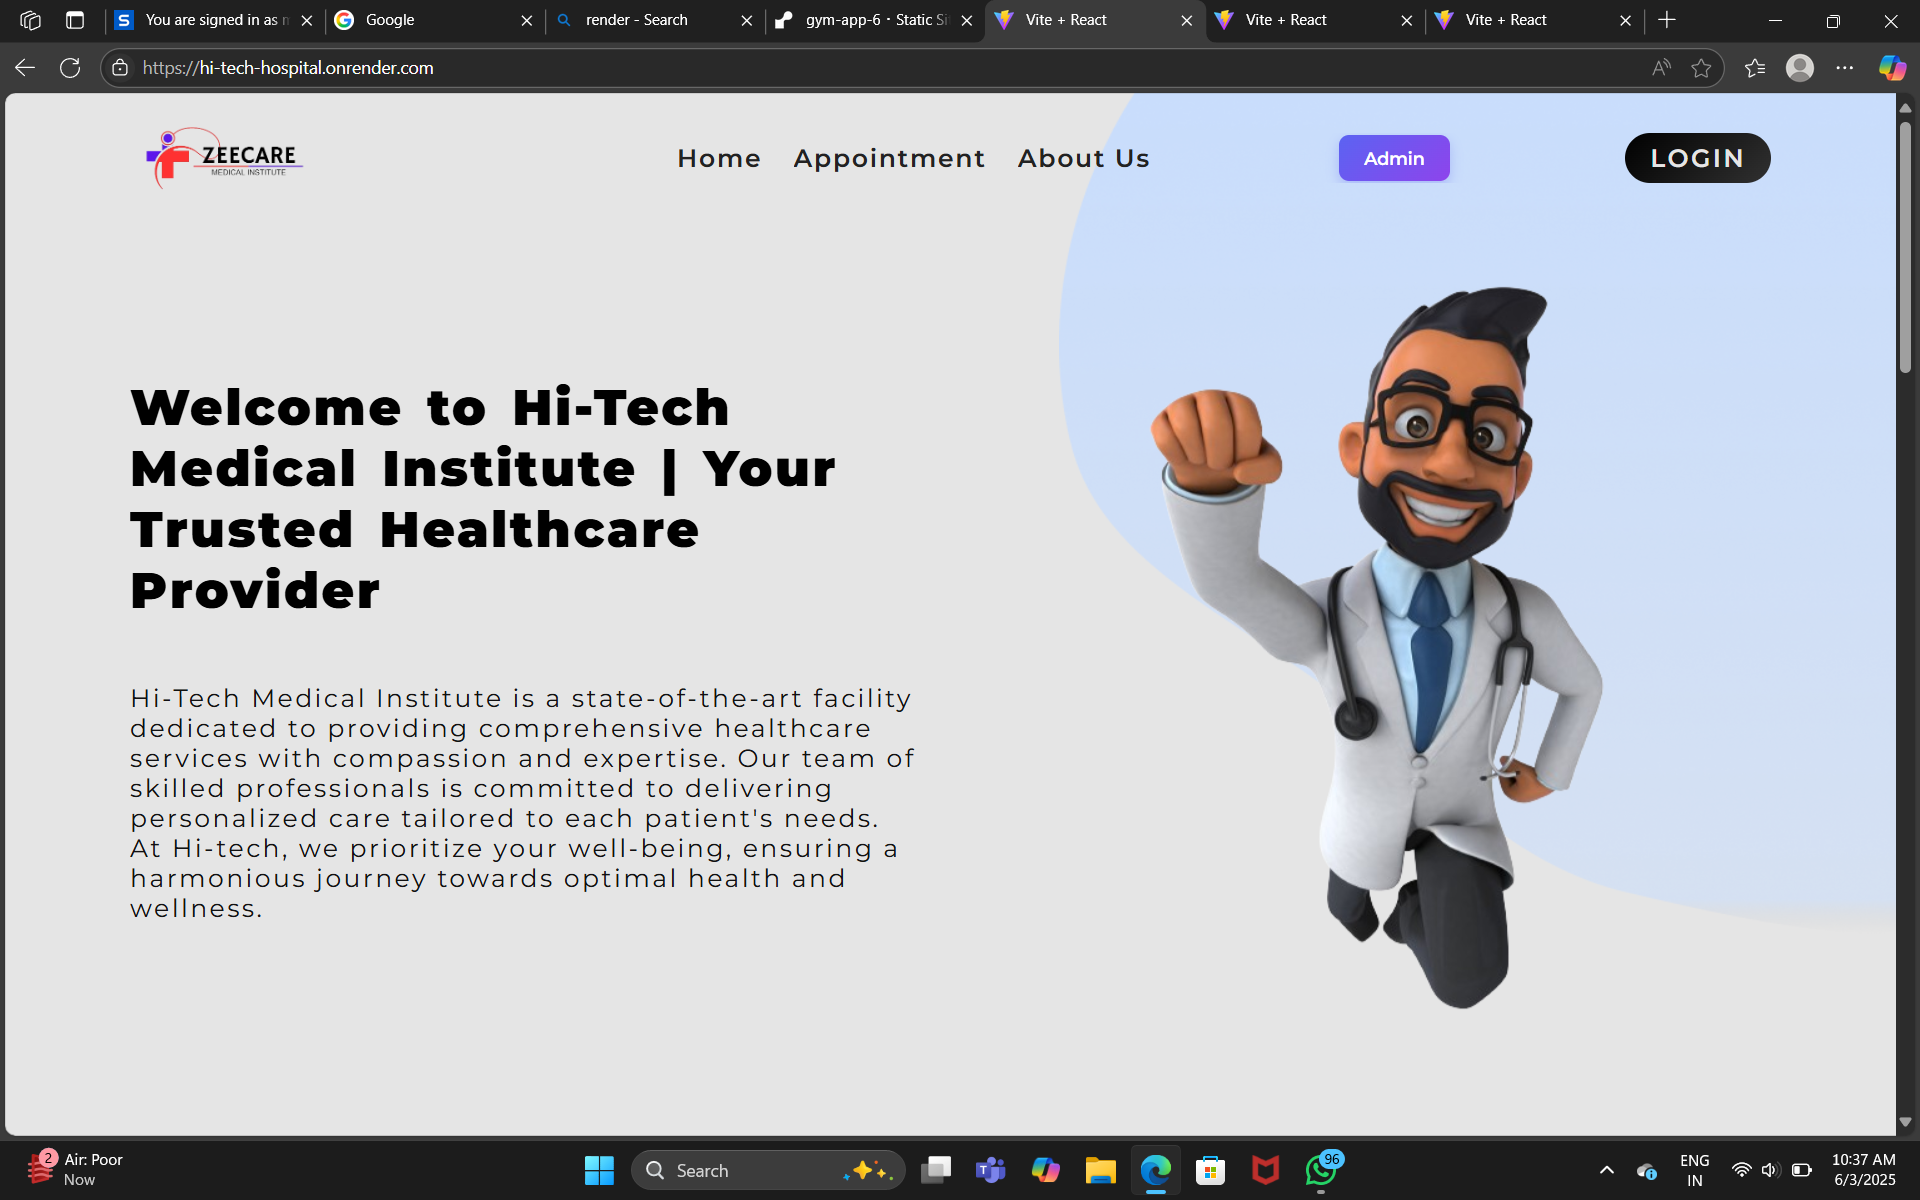 You are signed in as
Google
render - Search
gym-app-6 · Static Si
Vite + React
Vite + React
Vite + React
https://hi-tech-hospital.onrender.com
ZEECARE
MEDICAL INSTITUTE
Home
Appointment
About Us
Admin
LOGIN
Welcome to Hi-Tech
Medical Institute | Your
Trusted Healthcare
Provider
Hi-Tech Medical Institute is a state-of-the-art facility
dedicated to providing comprehensive healthcare
services with compassion and expertise. Our team of
skilled professionals is committed to delivering
personalized care tailored to each patient's needs.
At Hi-tech, we prioritize your well-being, ensuring a
harmonious journey towards optimal health and
wellness.
2
Air: Poor
Now
Search
96
ENG
IN
10:37 AM
6/3/2025